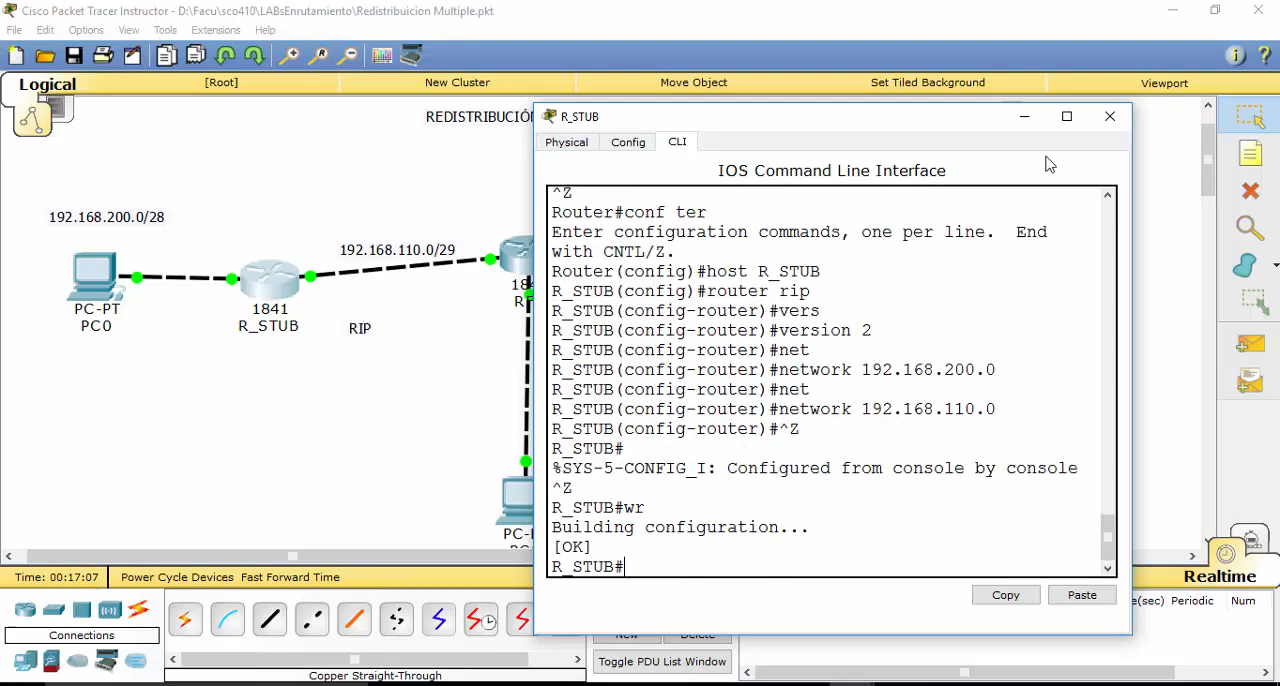 Cisco Packet Tracer Instructor - D:\Facu\sco410\LABsEnrutamiento\Redistribuicion Multiple.pkt
File Edit Options View Tools Extensions Help
Logical [Root] New Cluster Move Object Set Tiled Background Viewport
REDISTRIBUCIÓN
192.168.200.0/28
192.168.110.0/29
PC-PT
PC0
1841
R_STUB
RIP
R_STUB
Physical Config CLI
IOS Command Line Interface
^Z
Router#conf ter
Enter configuration commands, one per line.  End
with CNTL/Z.
Router(config)#host R_STUB
R_STUB(config)#router rip
R_STUB(config-router)#vers
R_STUB(config-router)#version 2
R_STUB(config-router)#net
R_STUB(config-router)#network 192.168.200.0
R_STUB(config-router)#net
R_STUB(config-router)#network 192.168.110.0
R_STUB(config-router)#^Z
R_STUB#
%SYS-5-CONFIG_I: Configured from console by console
^Z
R_STUB#wr
Building configuration...
[OK]
R_STUB#
Copy Paste
Time: 00:17:07 Power Cycle Devices Fast Forward Time
Realtime
e(sec) Periodic Num
Connections
New Delete
Toggle PDU List Window
Copper Straight-Through